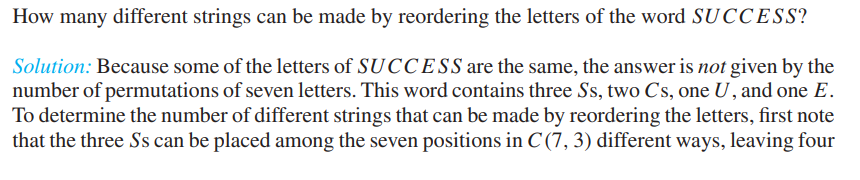 How many different strings can be made by reordering the letters of the word SUCCESS?
Solution: Because some of the letters of SUCCESS are the same, the answer is not given by the
number of permutations of seven letters. This word contains three Ss, two Cs, one U, and one E.
To determine the number of different strings that can be made by reordering the letters, first note
that the three Ss can be placed among the seven positions in C(7, 3) different ways, leaving four